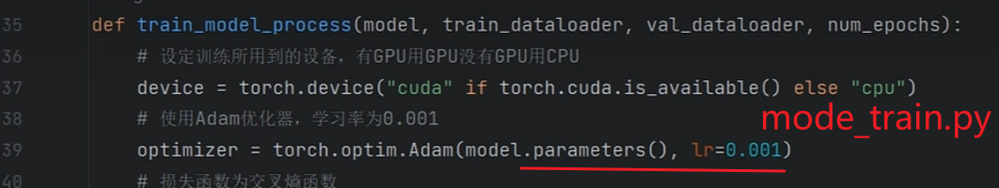 35 def train_model_process(model, train_dataloader, val_dataloader, num_epochs):
36 # 设定训练所用到的设备，有GPU用GPU没有GPU用CPU
37 device = torch.device("cuda" if torch.cuda.is_available() else "cpu")
38 # 使用Adam优化器，学习率为0.001
mode_train.py
39 optimizer = torch.optim.Adam(model.parameters(), lr=0.001)
40 # 损失函数为交叉熵函数